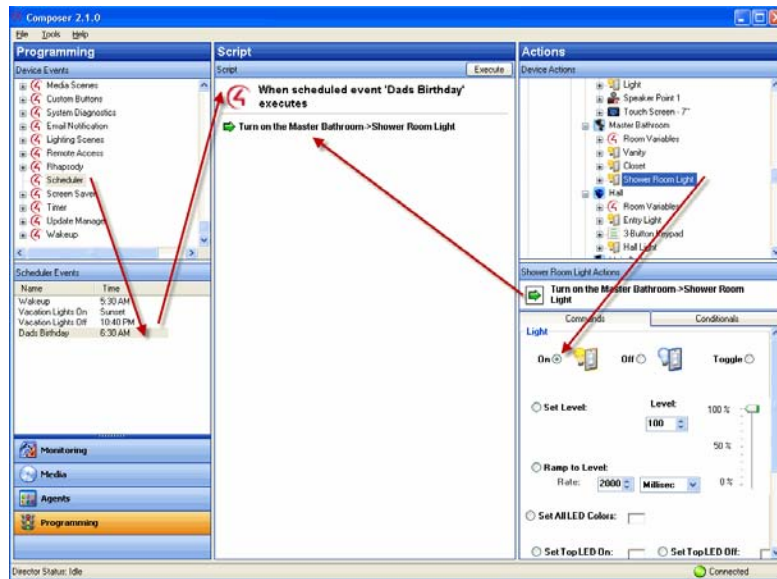 Composer 2.1.0
File Tools Help
Programming
Device Events
Media Scenes
Custom Buttons
System Diagnostics
Email Notification
Lighting Scenes
Remote Access
Rhapsody
Scheduler
Screen Saver
Timer
Update Manager
Wakeup
Scheduler Events
Name Time
Wakeup 5:30 AM
Vacation Lights On Sunset
Vacation Lights Off 10:40 PM
Dads Birthday 6:30 AM
Monitoring
Media
Agents
Programming
Script
Script Execute
When scheduled event 'Dads Birthday'
executes
Turn on the Master Bathroom->Shower Room Light
Actions
Device Actions
Light
Speaker Point 1
Touch Screen - 7"
Master Bathroom
Room Variables
Vanity
Closet
Shower Room Light
Hall
Room Variables
Entry Light
3-Button Keypad
Hall Light
Shower Room Light Actions
Turn on the Master Bathroom->Shower Room
Light
Commands Conditionals
Light
On Off Toggle
Set Level: Level: 100 %
100
50 %
Ramp to Level:
Rate: 2000 Millisec 0 %
Set All LED Colors:
Set Top LED On: Set Top LED Off:
Director Status: Idle Connected